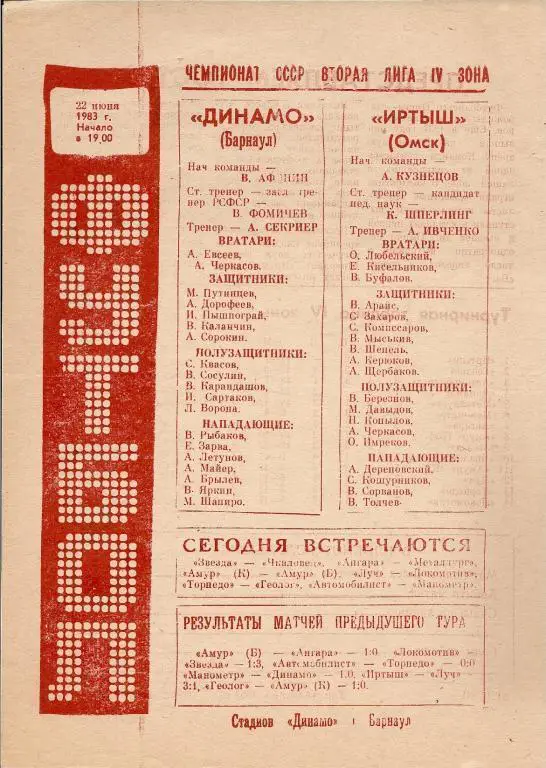 ЧЕМПИОНАТ СССР ВТОРАЯ ЛИГА IV ЗОНА
22 июня
1983 г.
Начало
в 19,00
ФУТБОЛ
«ДИНАМО»
(Барнаул)
Нач команды —
В.
Ст. тренер — засл. тре-
нер РСФСР —
В. ФОМИЧЕВ
Тренер — А. СЕКРИЕР
ВРАТАРИ:
А. Евсеев,
А. Черкасов.
ЗАЩИТНИКИ:
М. Путинцев,
А. Дорофеев,
И. Пышпограй,
В. Каланчин,
А. Сорокин.
ПОЛУЗАЩИТНИКИ:
С. Квасов,
В. Сосулин,
В. Карандашов,
И. Сартаков,
Л. Ворона.
НАПАДАЮЩИЕ:
В. Рыбаков,
Е. Зарва,
А. Летунов,
А. Майер,
А. Брылев,
В. Яркин,
М. Шапиро.
«ИРТЫШ»
(Омск)
Нач. команды —
А. КУЗНЕЦОВ
Ст. тренер — кандидат
пед. наук —
К. ШПЕРЛИНГ
Тренер — А. ИВЧЕНКО
ВРАТАРИ:
О. Любельский,
Е. Кисельников,
В. Буфалов.
ЗАЩИТНИКИ:
В. Арайс,
С. Захаров,
С. Комиссаров,
В. Мыськив,
В. Шепель,
А. Керюков,
А. Щербаков.
ПОЛУЗАЩИТНИКИ:
В. Березнов,
М. Давыдов,
Н. Копылов,
А. Черкасов,
О. Имреков.
НАПАДАЮЩИЕ:
А. Дереповский,
С. Кошурников,
В. Сорванов,
В. Толчев.
СЕГОДНЯ ВСТРЕЧАЮТСЯ
«Звезда» — «Чкаловец», «Ангара» — «Металлург»,
«Амур» (К) — «Амур» (Б), «Луч» — «Локомотив»,
«Торпедо» — «Геолог», «Автомобилист» — «Манометр».
РЕЗУЛЬТАТЫ МАТЧЕЙ ПРЕДЫДУЩЕГО ТУРА
«Амур» (Б) — «Ангара» — 1:0, «Локомотив» —
«Звезда» — 1:3, «Автомобилист» — «Торпедо» — 0:0
«Манометр» — «Динамо» — 1:0, «Иртыш» — «Луч»
3:1, «Геолог» — «Амур» (К) — 1:0.
Стадион «Динамо» г Барнаул